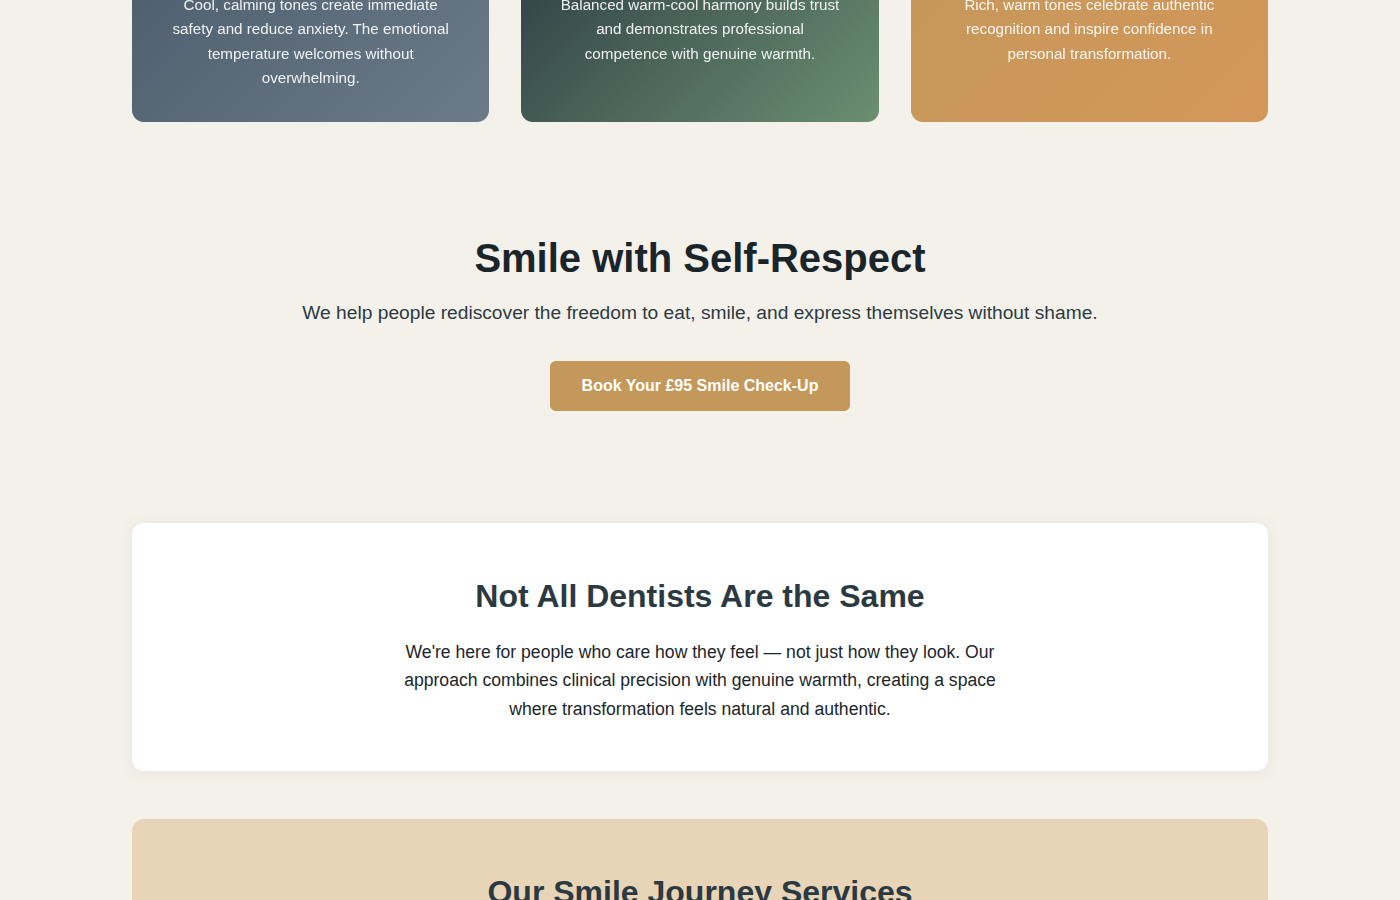 Cool, calming tones create immediate
safety and reduce anxiety. The emotional
temperature welcomes without
overwhelming.
Balanced warm-cool harmony builds trust
and demonstrates professional
competence with genuine warmth.
Rich, warm tones celebrate authentic
recognition and inspire confidence in
personal transformation.
Smile with Self-Respect
We help people rediscover the freedom to eat, smile, and express themselves without shame.
Book Your £95 Smile Check-Up
Not All Dentists Are the Same
We're here for people who care how they feel — not just how they look. Our
approach combines clinical precision with genuine warmth, creating a space
where transformation feels natural and authentic.
Our Smile Journey Services